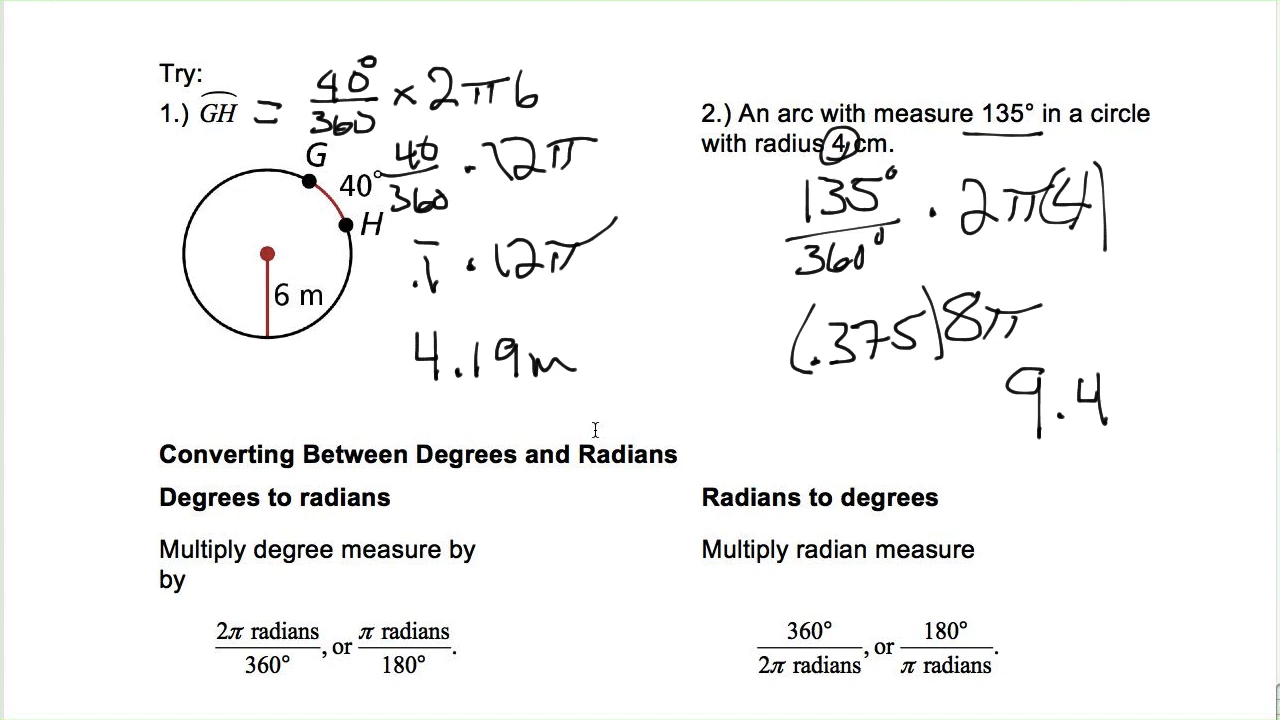 Try:
1.) GH = 40°/360 × 2π6
G
40°
H
6 m
40/360 · 12π
.1̅ · 12π
4.19m
2.) An arc with measure 135° in a circle
with radius 4 cm.
135°/360° · 2π(4)
(.375)8π
9.4
Converting Between Degrees and Radians
Degrees to radians
Multiply degree measure by
by
2π radians/360°, or π radians/180°.
Radians to degrees
Multiply radian measure
360°/2π radians, or 180°/π radians.